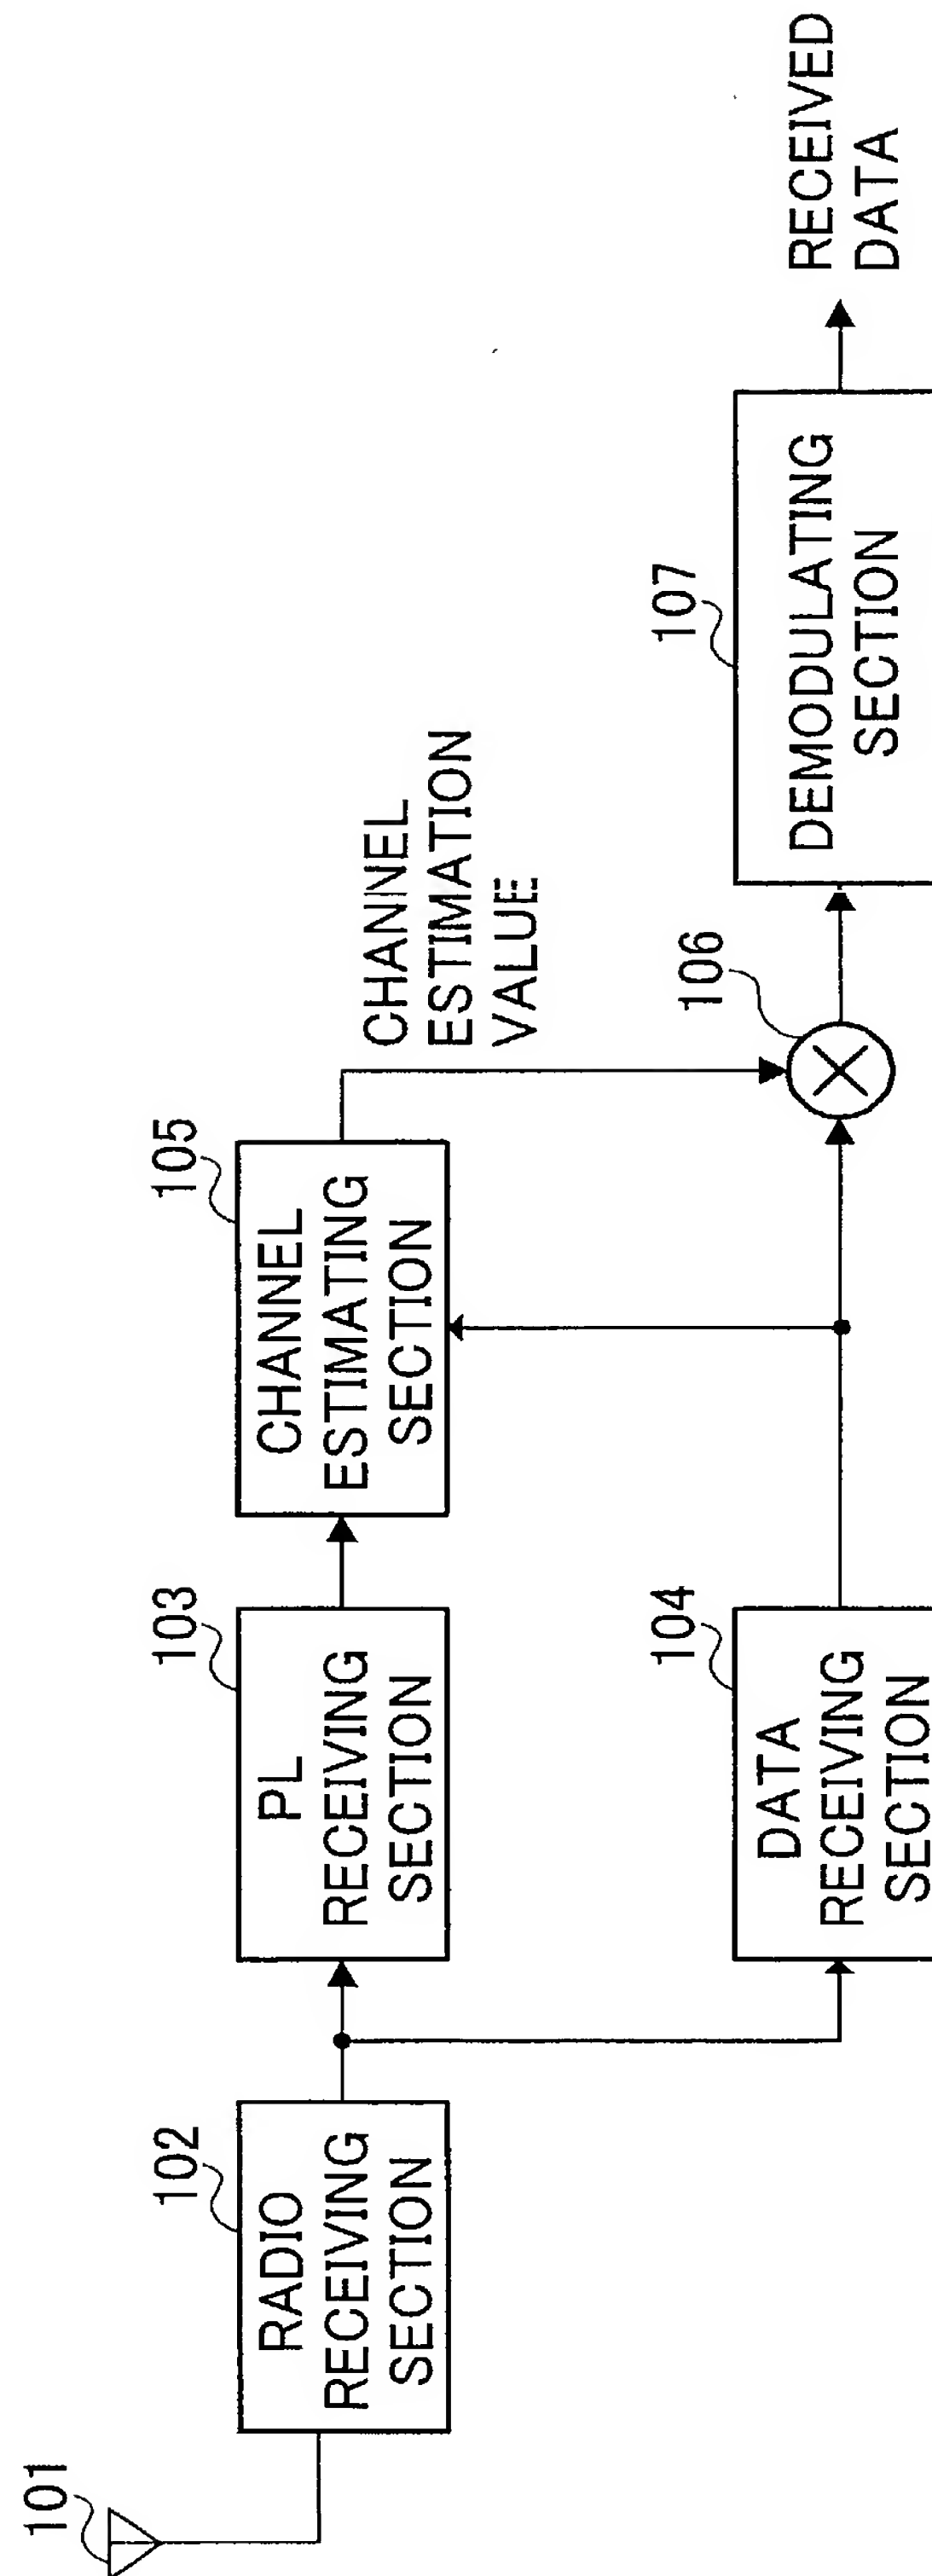 101
102
RADIO
RECEIVING
SECTION
103
PL
RECEIVING
SECTION
104
DATA
RECEIVING
SECTION
105
CHANNEL
ESTIMATING
SECTION
CHANNEL
ESTIMATION
VALUE
106
107
DEMODULATING
SECTION
RECEIVED
DATA